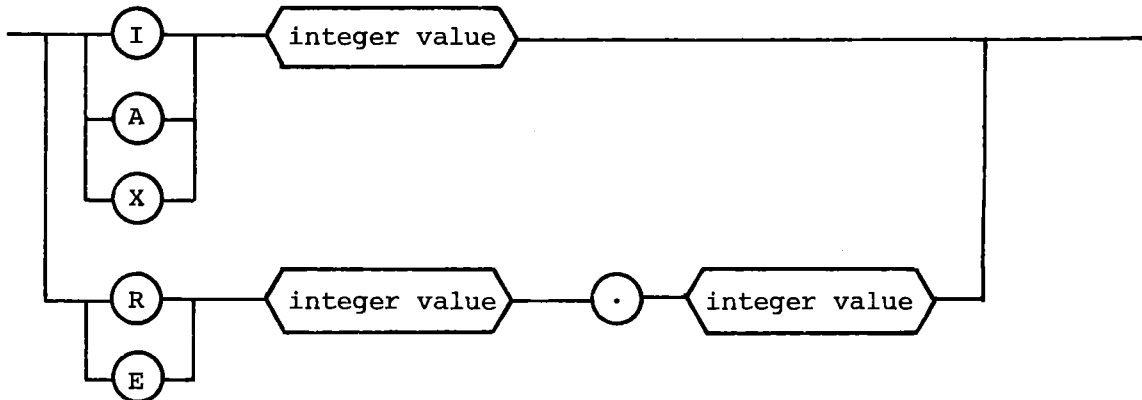 I integer value
A
X
R integer value . integer value
E